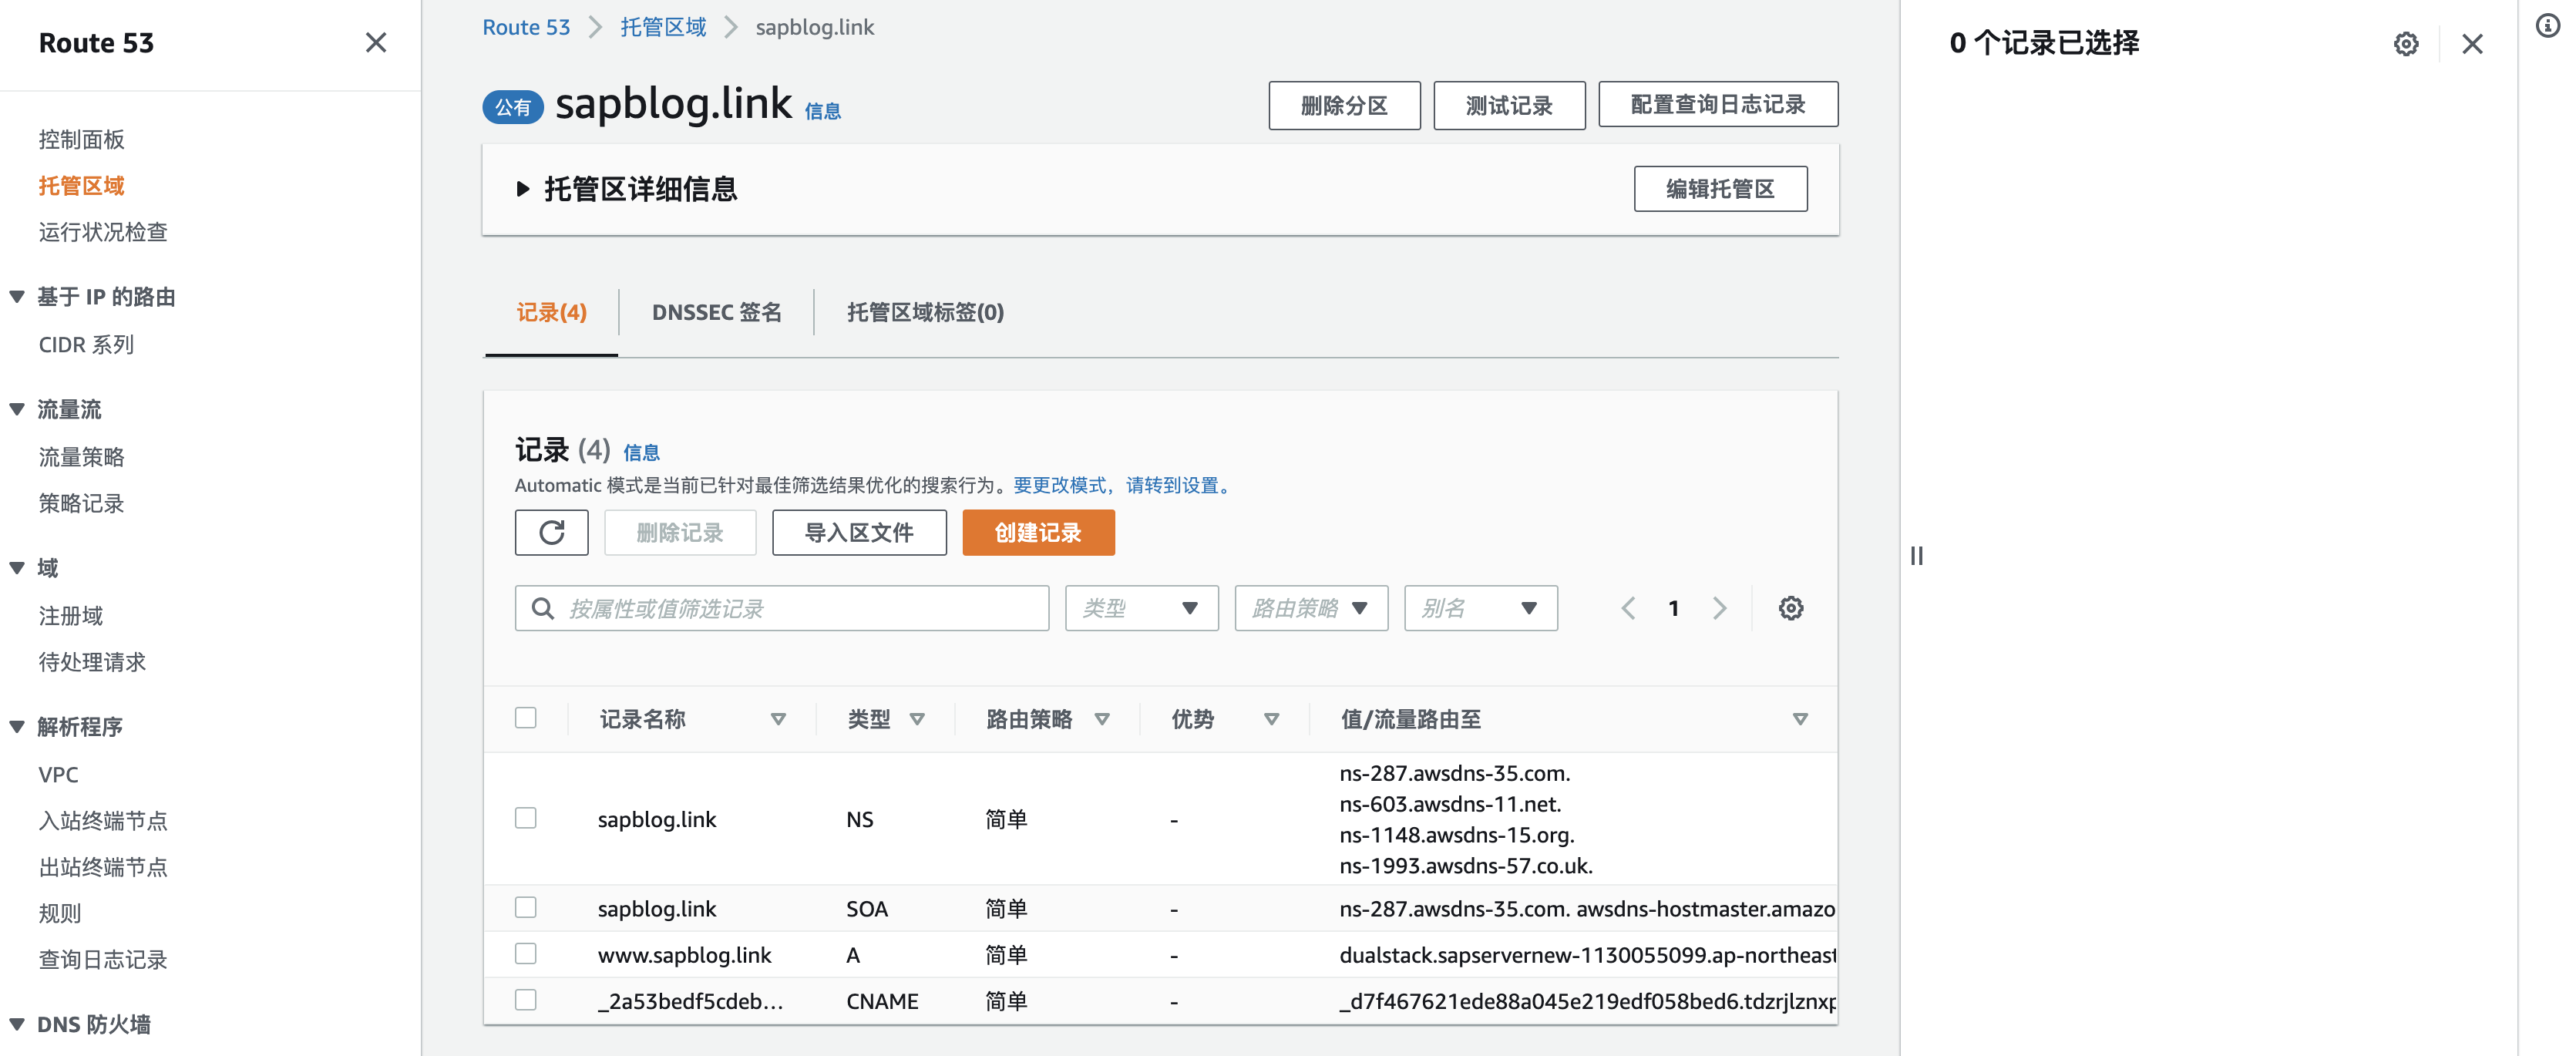 Route 53
控制面板
托管区域
运行状况检查
基于 IP 的路由
CIDR 系列
流量流
流量策略
策略记录
域
注册域
待处理请求
解析程序
VPC
入站终端节点
出站终端节点
规则
查询日志记录
DNS 防火墙
Route 53 托管区域 sapblog.link
公有 sapblog.link 信息
删除分区 测试记录 配置查询日志记录
托管区详细信息 编辑托管区
记录(4) DNSSEC 签名 托管区域标签(0)
记录 (4) 信息
Automatic 模式是当前已针对最佳筛选结果优化的搜索行为。要更改模式，请转到设置。
删除记录 导入区文件 创建记录
按属性或值筛选记录 类型 路由策略 别名 1
记录名称 类型 路由策略 优势 值/流量路由至
sapblog.link NS 简单 - ns-287.awsdns-35.com.
ns-603.awsdns-11.net.
ns-1148.awsdns-15.org.
ns-1993.awsdns-57.co.uk.
sapblog.link SOA 简单 - ns-287.awsdns-35.com. awsdns-hostmaster.amazo
www.sapblog.link A 简单 - dualstack.sapservernew-1130055099.ap-northeast
_2a53bedf5cdeb... CNAME 简单 - _d7f467621ede88a045e219edf058bed6.tdzrjlznxp
0 个记录已选择